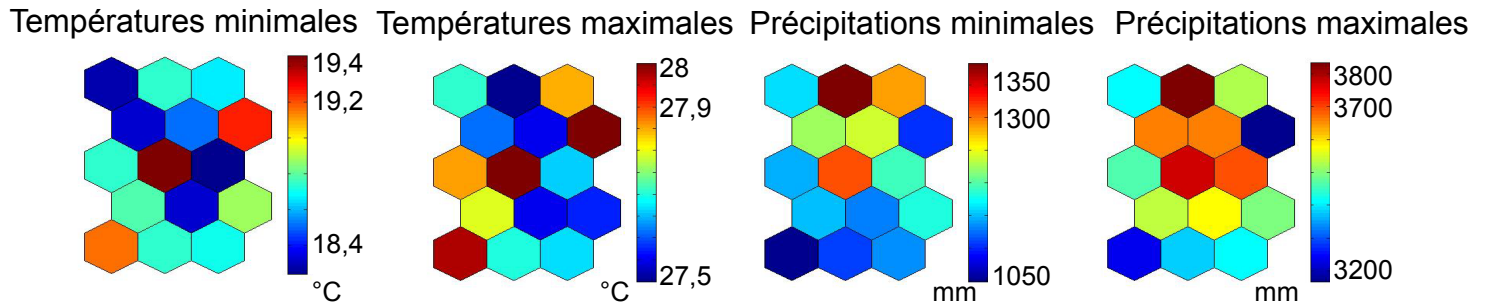 Températures minimales
Températures maximales
Précipitations minimales
Précipitations maximales
19,4
19,2
18,4
°C
28
27,9
27,5
°C
1350
1300
1050
mm
3800
3700
3200
mm